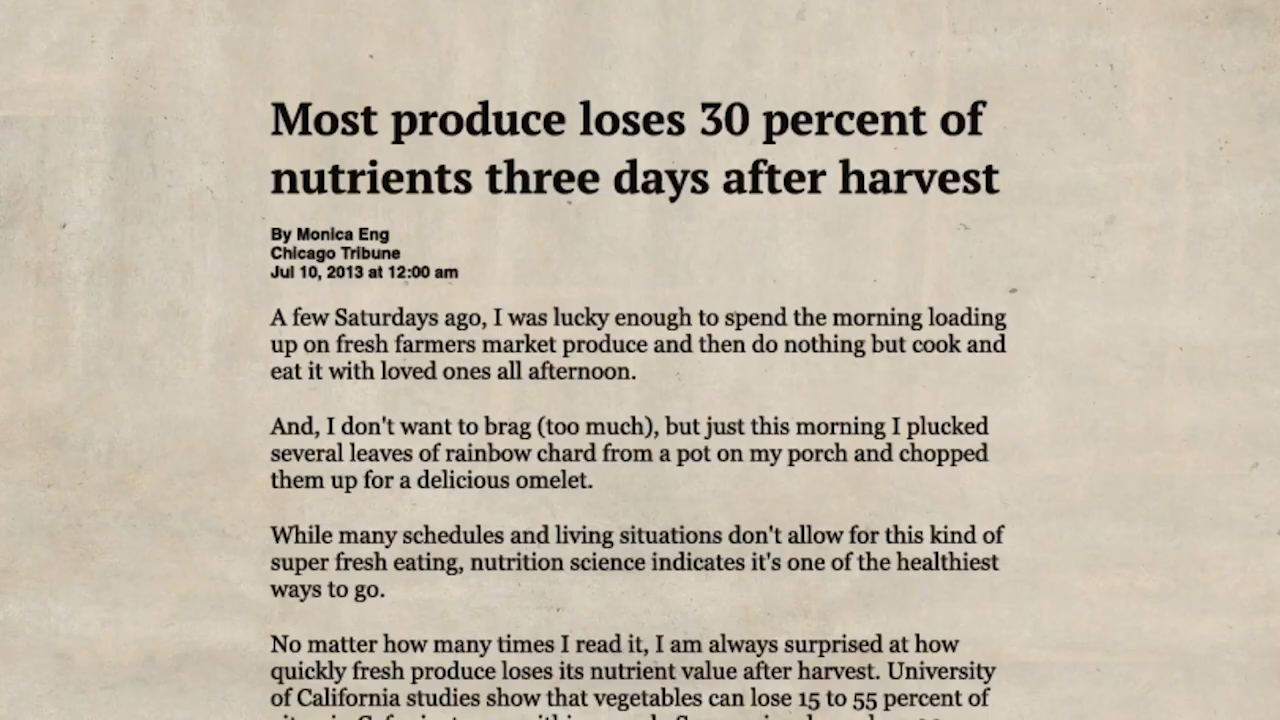 Most produce loses 30 percent of
nutrients three days after harvest
By Monica Eng
Chicago Tribune
Jul 10, 2013 at 12:00 am
A few Saturdays ago, I was lucky enough to spend the morning loading
up on fresh farmers market produce and then do nothing but cook and
eat it with loved ones all afternoon.
And, I don't want to brag (too much), but just this morning I plucked
several leaves of rainbow chard from a pot on my porch and chopped
them up for a delicious omelet.
While many schedules and living situations don't allow for this kind of
super fresh eating, nutrition science indicates it's one of the healthiest
ways to go.
No matter how many times I read it, I am always surprised at how
quickly fresh produce loses its nutrient value after harvest. University
of California studies show that vegetables can lose 15 to 55 percent of